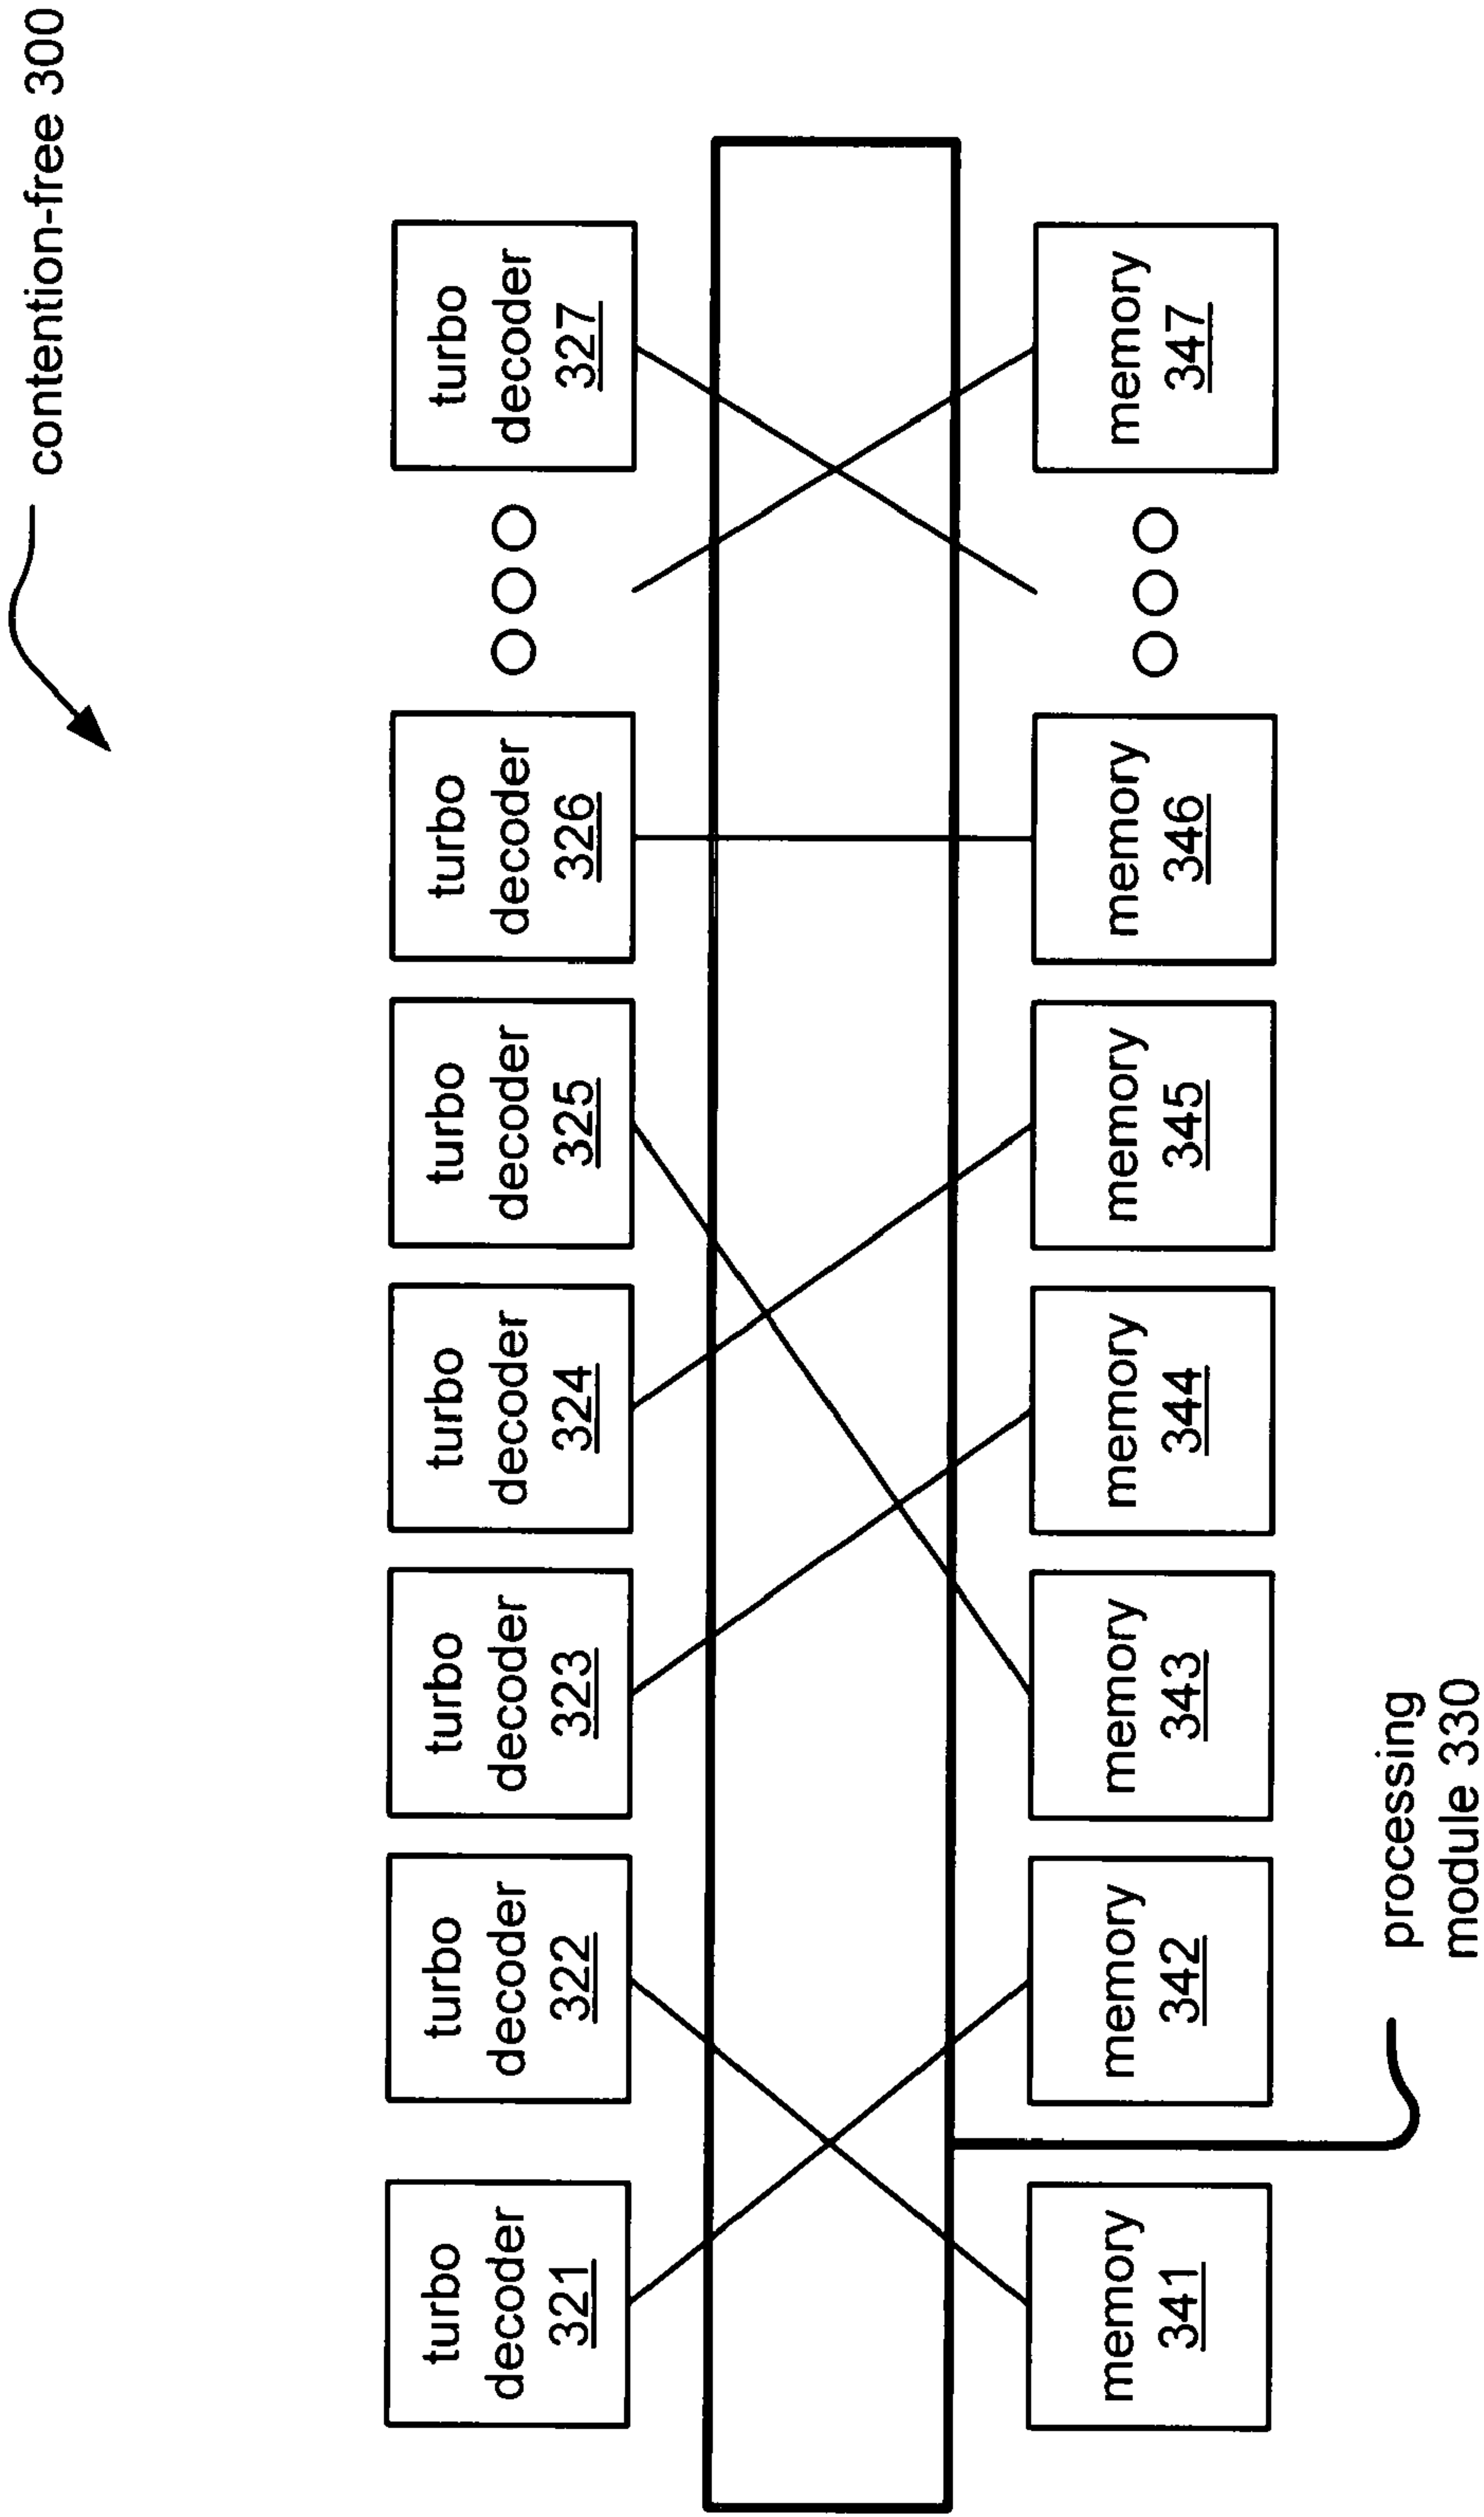 contention-free 300
turbo
decoder
321
turbo
decoder
322
turbo
decoder
323
turbo
decoder
324
turbo
decoder
325
turbo
decoder
326
turbo
decoder
327
memory
341
memory
342
memory
343
memory
344
memory
345
memory
346
memory
347
processing
module 330